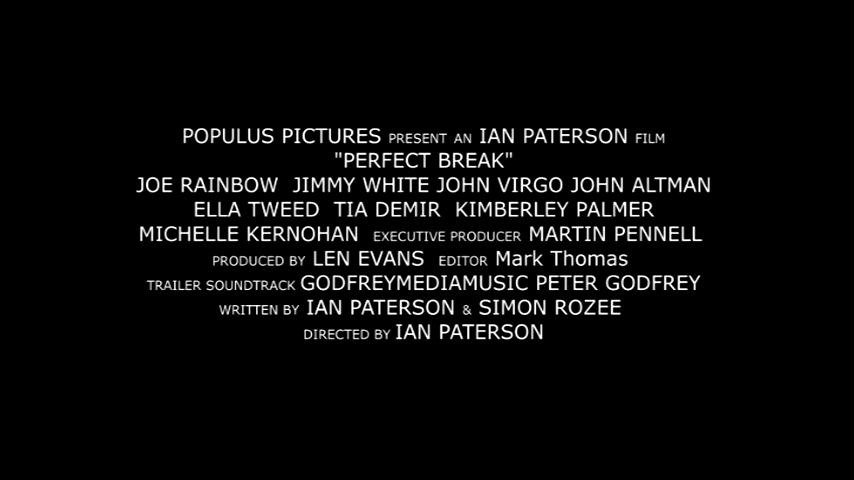 POPULUS PICTURES PRESENT AN IAN PATERSON FILM
"PERFECT BREAK"
JOE RAINBOW JIMMY WHITE JOHN VIRGO JOHN ALTMAN
ELLA TWEED TIA DEMIR KIMBERLEY PALMER
MICHELLE KERNOHAN EXECUTIVE PRODUCER MARTIN PENNELL
PRODUCED BY LEN EVANS EDITOR Mark Thomas
TRAILER SOUNDTRACK GODFREYMEDIAMUSIC PETER GODFREY
WRITTEN BY IAN PATERSON & SIMON ROZEE
DIRECTED BY IAN PATERSON